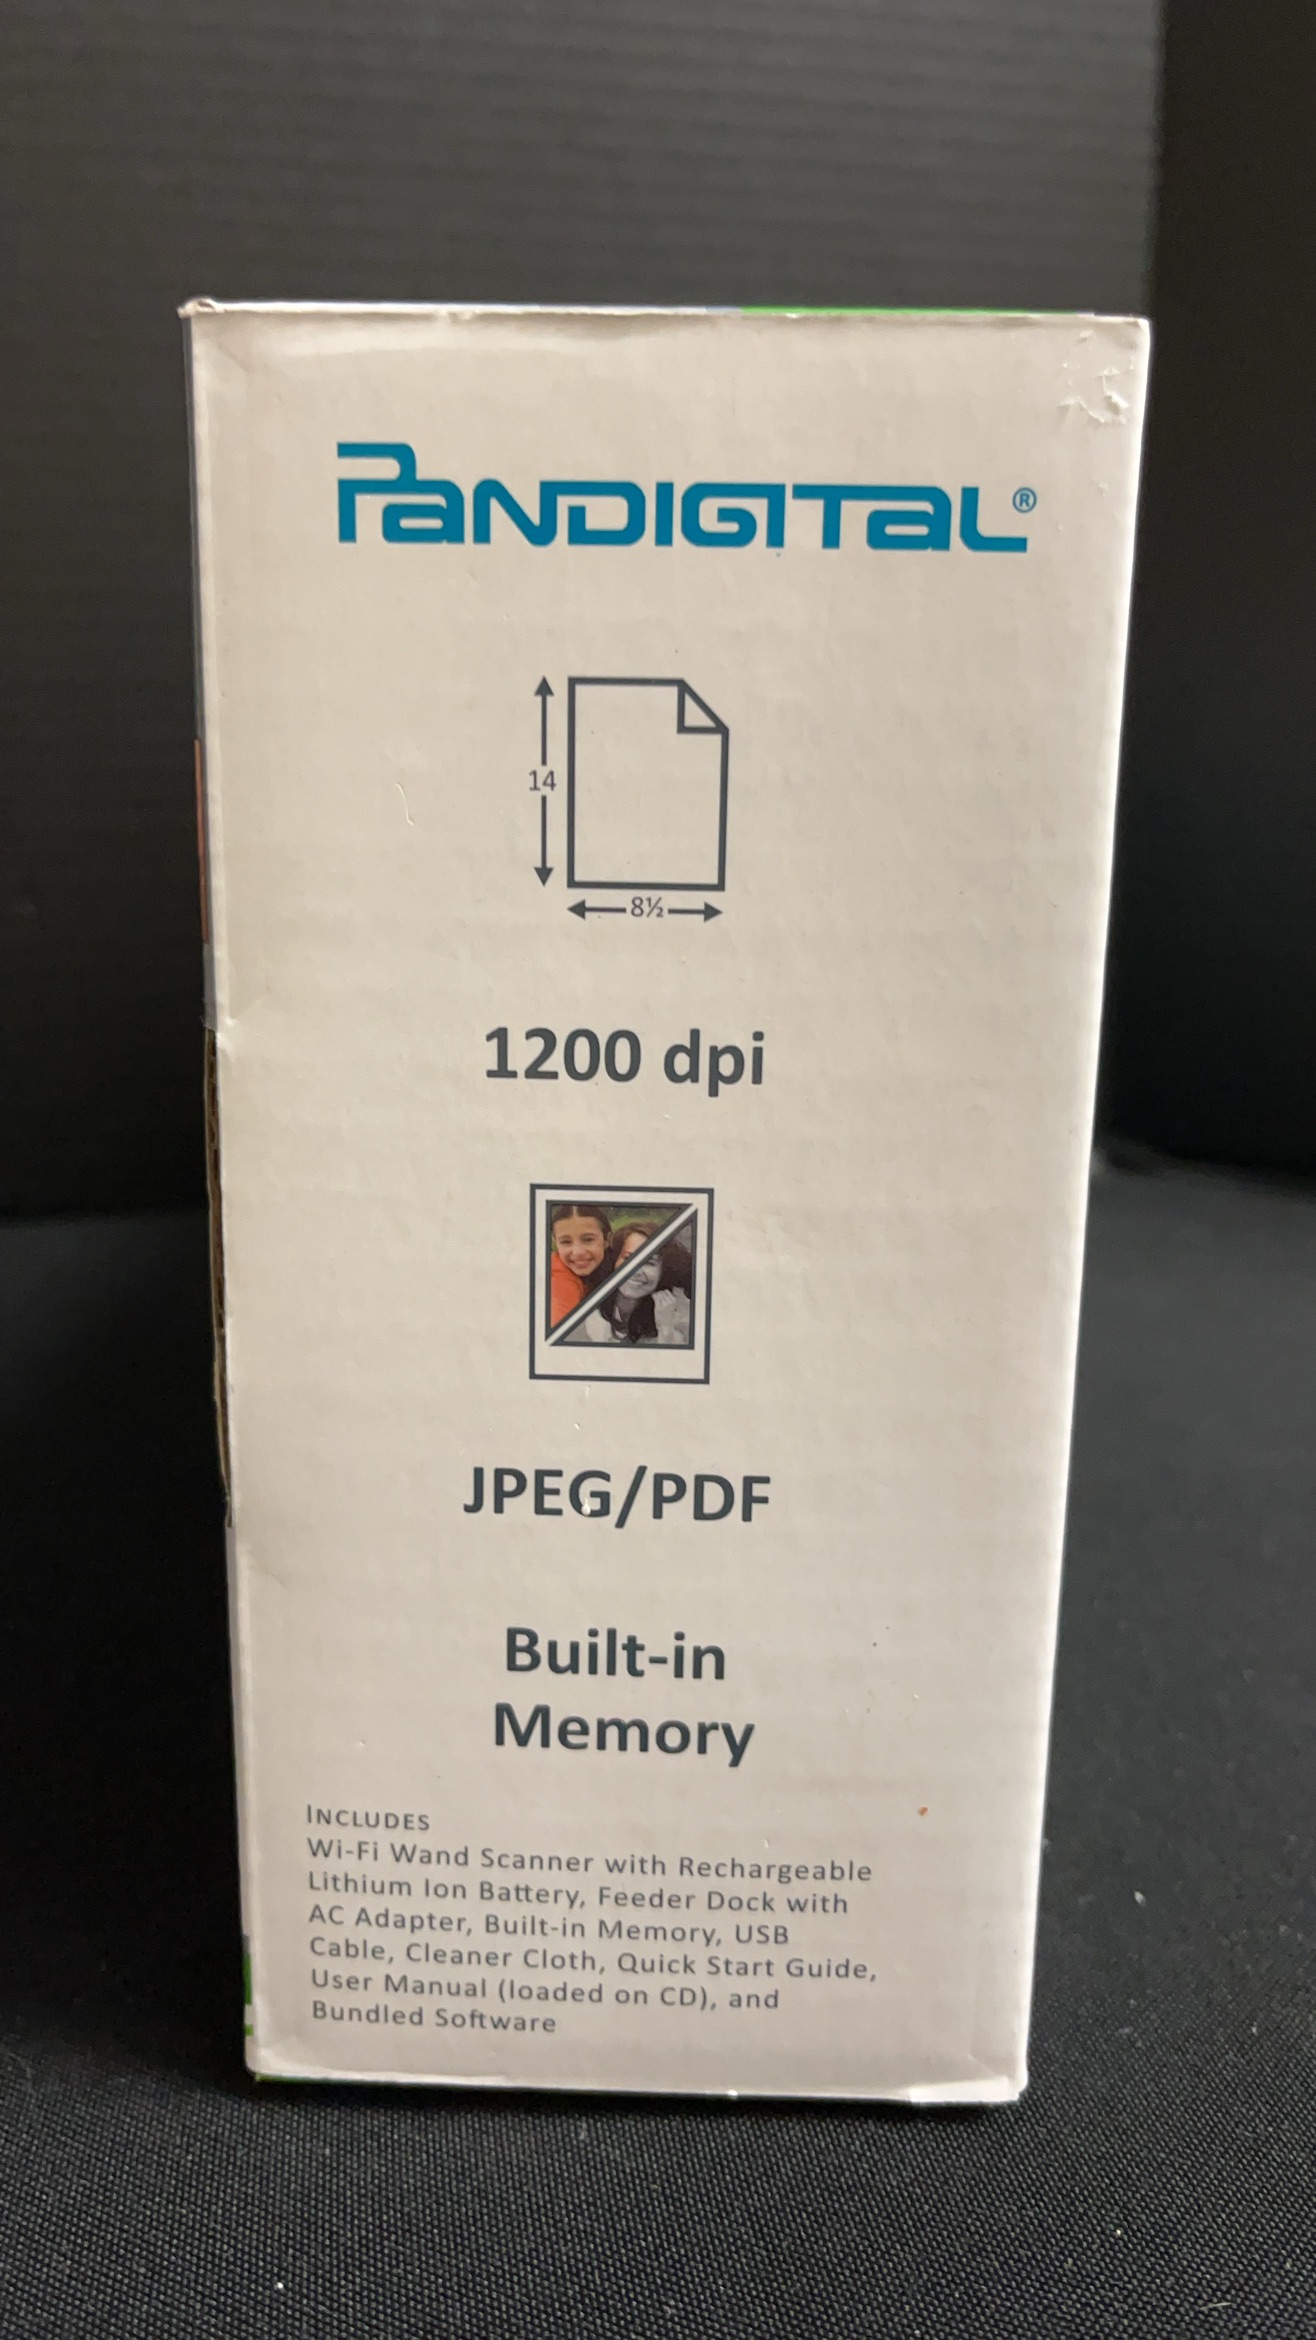 PANDIGITAL®
14
8½
1200 dpi
JPEG/PDF
Built-in
Memory
INCLUDES
Wi-Fi Wand Scanner with Rechargeable
Lithium Ion Battery, Feeder Dock with
AC Adapter, Built-in Memory, USB
Cable, Cleaner Cloth, Quick Start Guide,
User Manual (loaded on CD), and
Bundled Software